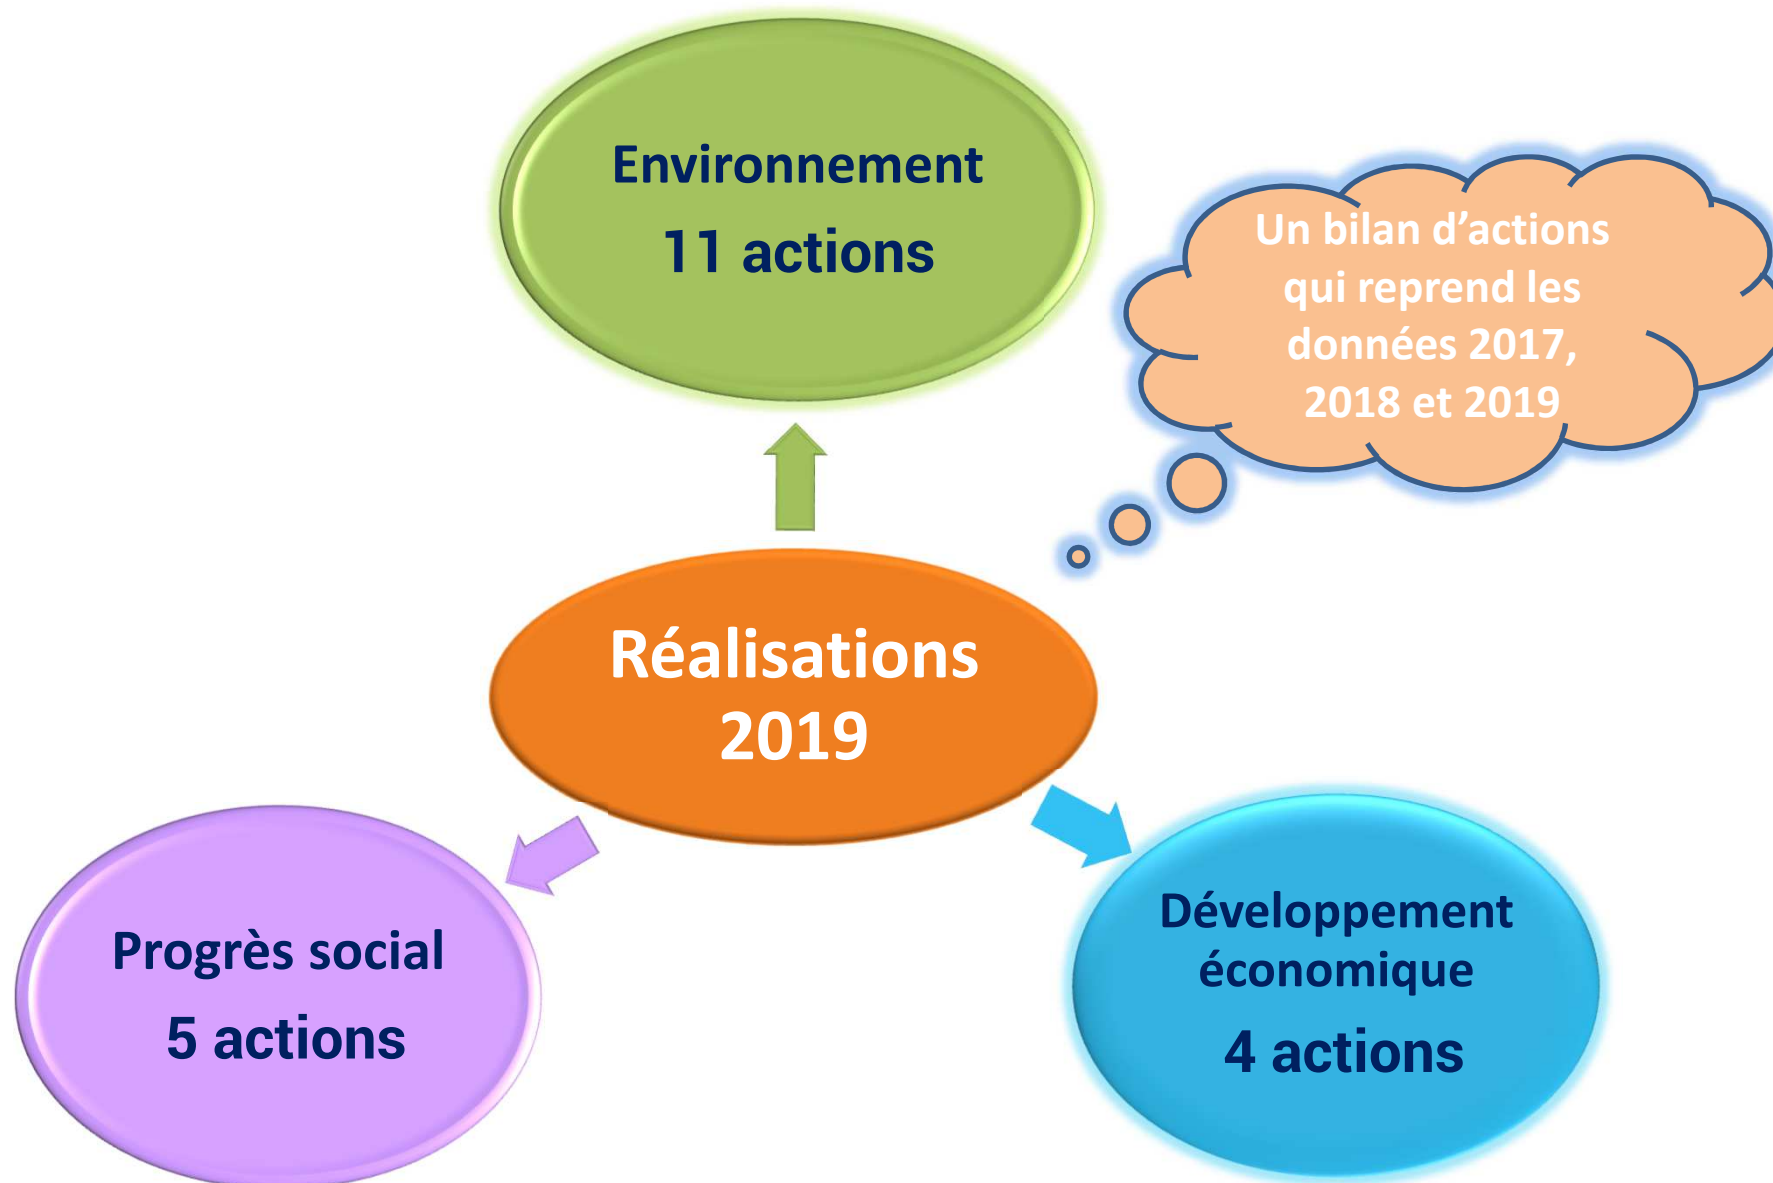 Environnement
11 actions
Un bilan d’actions
qui reprend les
données 2017,
2018 et 2019
Réalisations
2019
Progrès social
5 actions
Développement
économique
4 actions